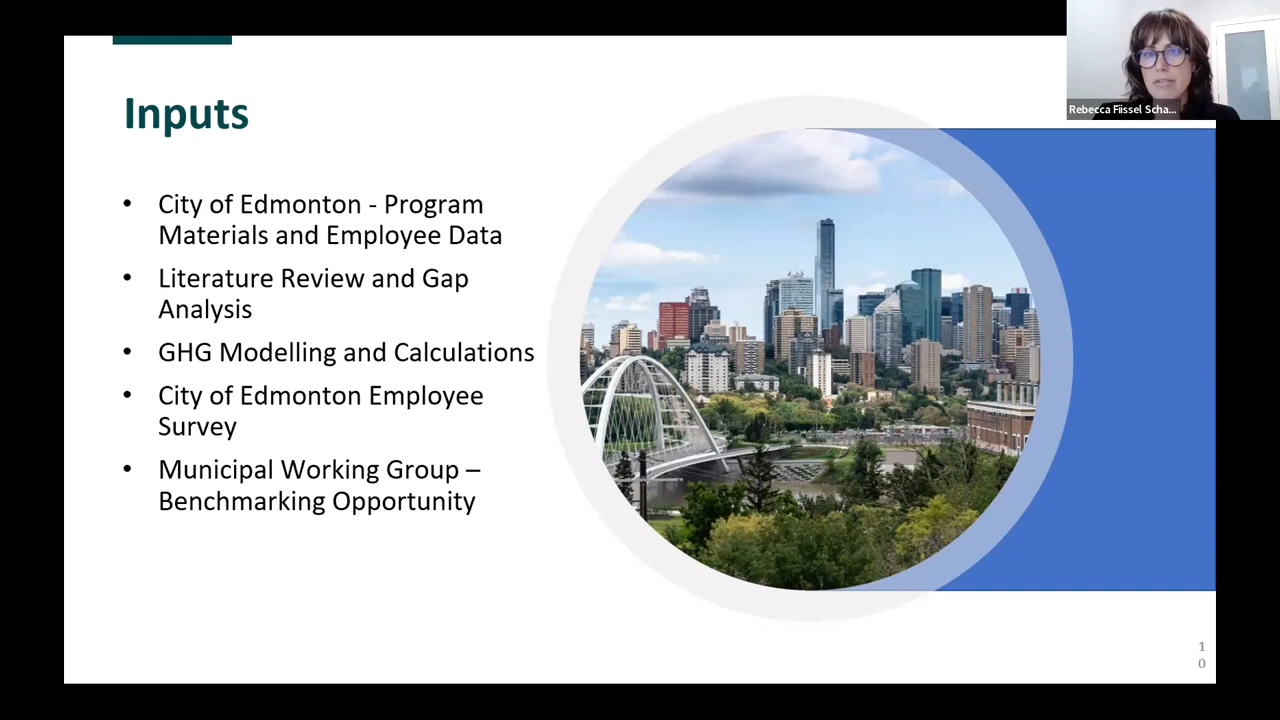 Inputs
• City of Edmonton - Program
Materials and Employee Data
• Literature Review and Gap
Analysis
• GHG Modelling and Calculations
• City of Edmonton Employee
Survey
• Municipal Working Group –
Benchmarking Opportunity
Rebecca Fiissel Scha...
1
0